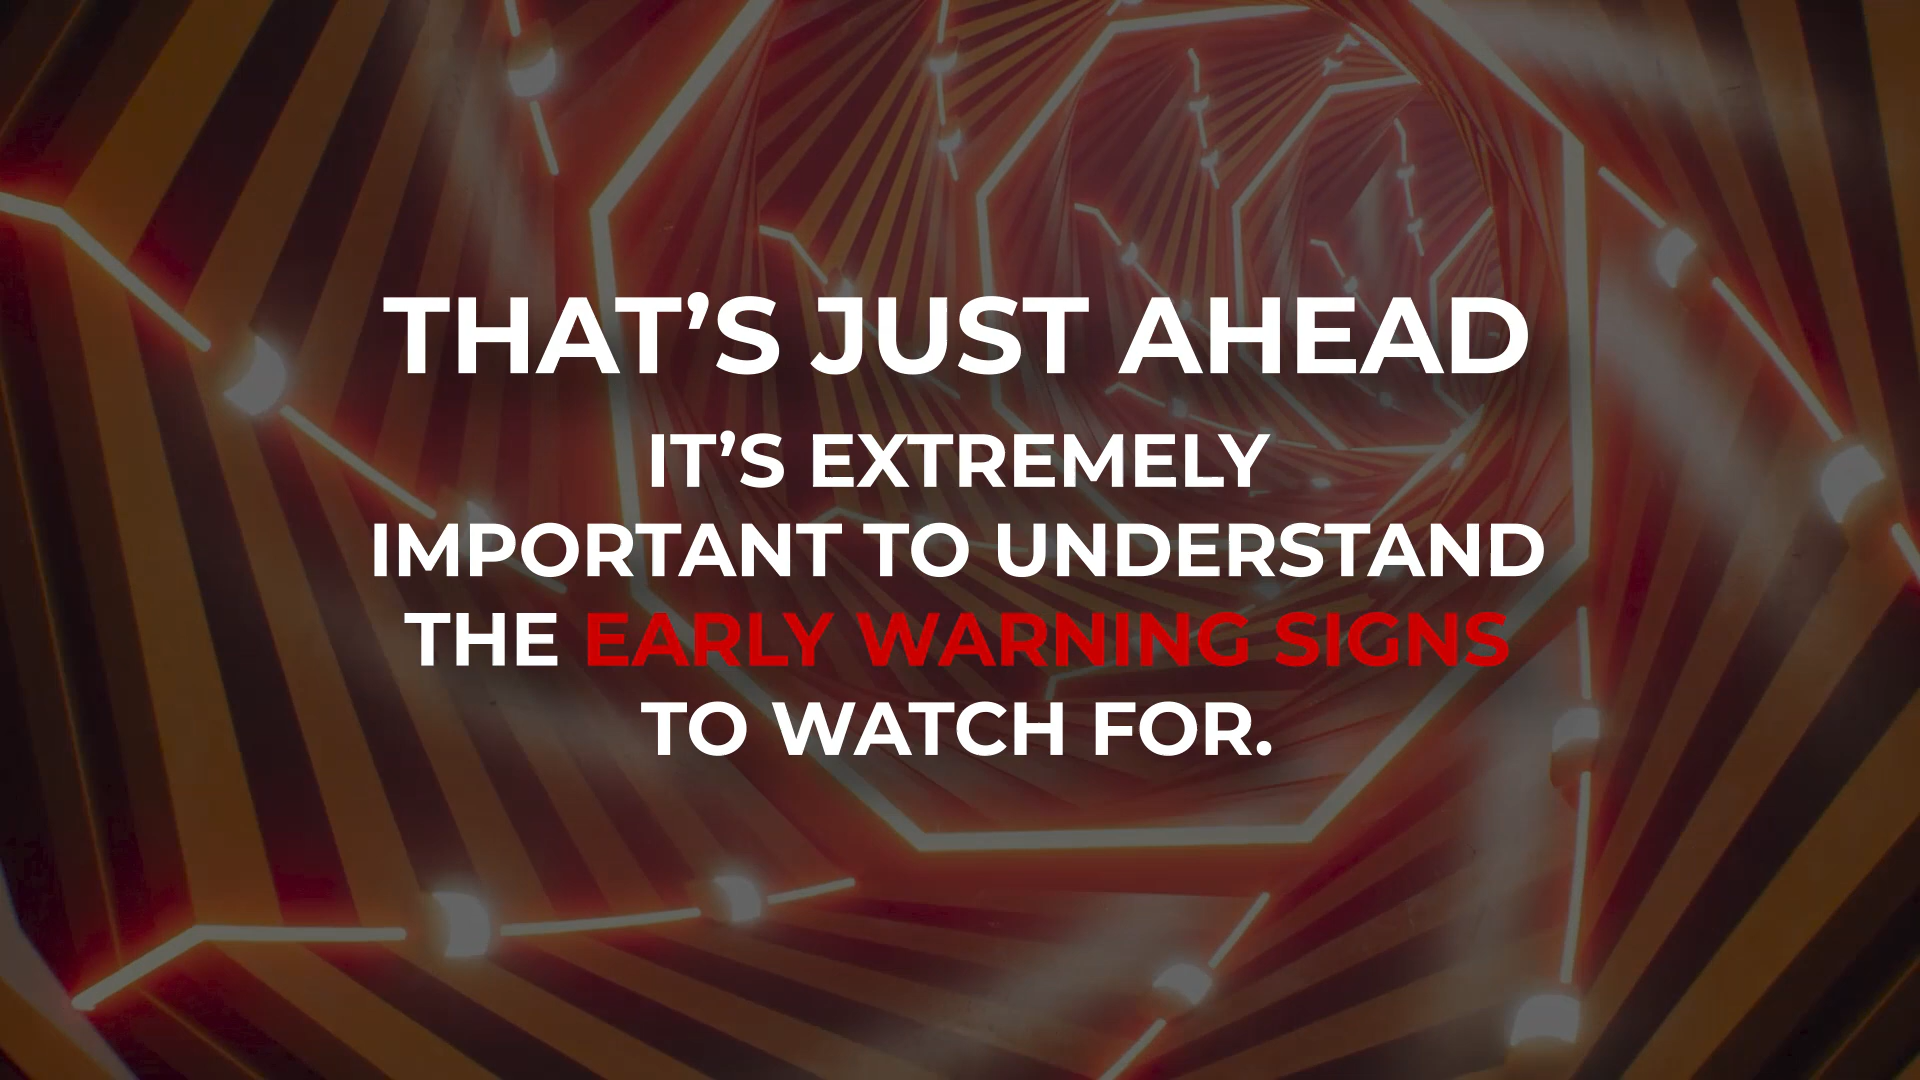 THAT’S JUST AHEAD
IT’S EXTREMELY
IMPORTANT TO UNDERSTAND
THE EARLY WARNING SIGNS
TO WATCH FOR.